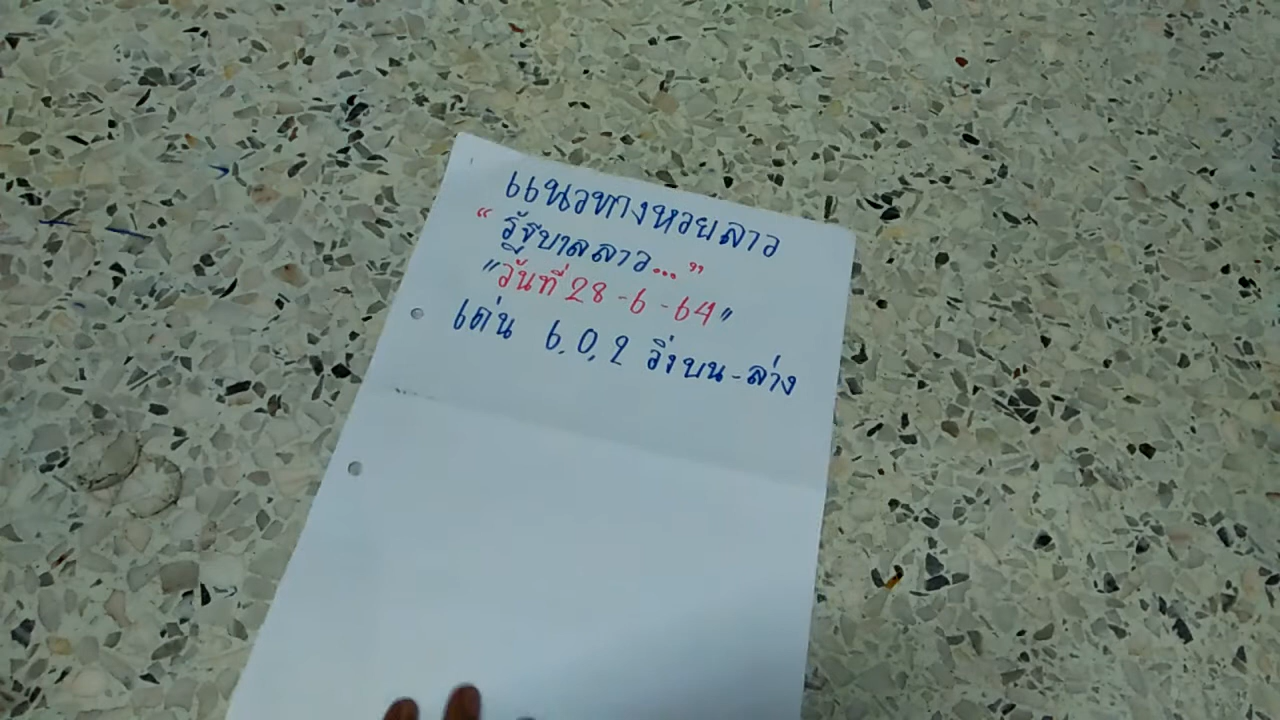 แนวทางหวยลาว
“รัฐบาลลาว...”
"วันที่ 28-6-64"
เด่น 6,0,2 วิ่งบน-ล่าง